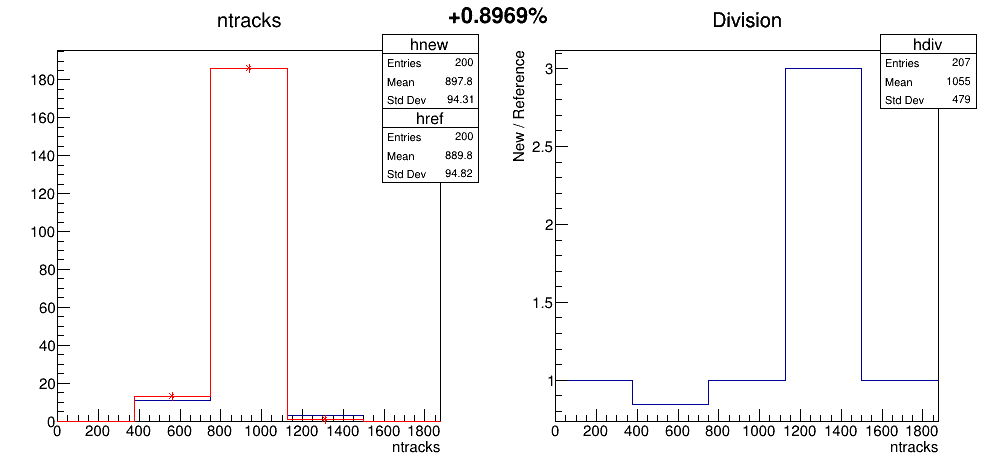 +0.8969%
ntracks
hnew
Entries 200
Mean 897.8
Std Dev 94.31
href
Entries 200
Mean 889.8
Std Dev 94.82
180
160
140
120
100
80
60
40
20
0
0 200 400 600 800 1000 1200 1400 1600 1800
ntracks
Division
hdiv
Entries 207
Mean 1055
Std Dev 479
New / Reference
3
2.5
2
1.5
1
0 200 400 600 800 1000 1200 1400 1600 1800
ntracks